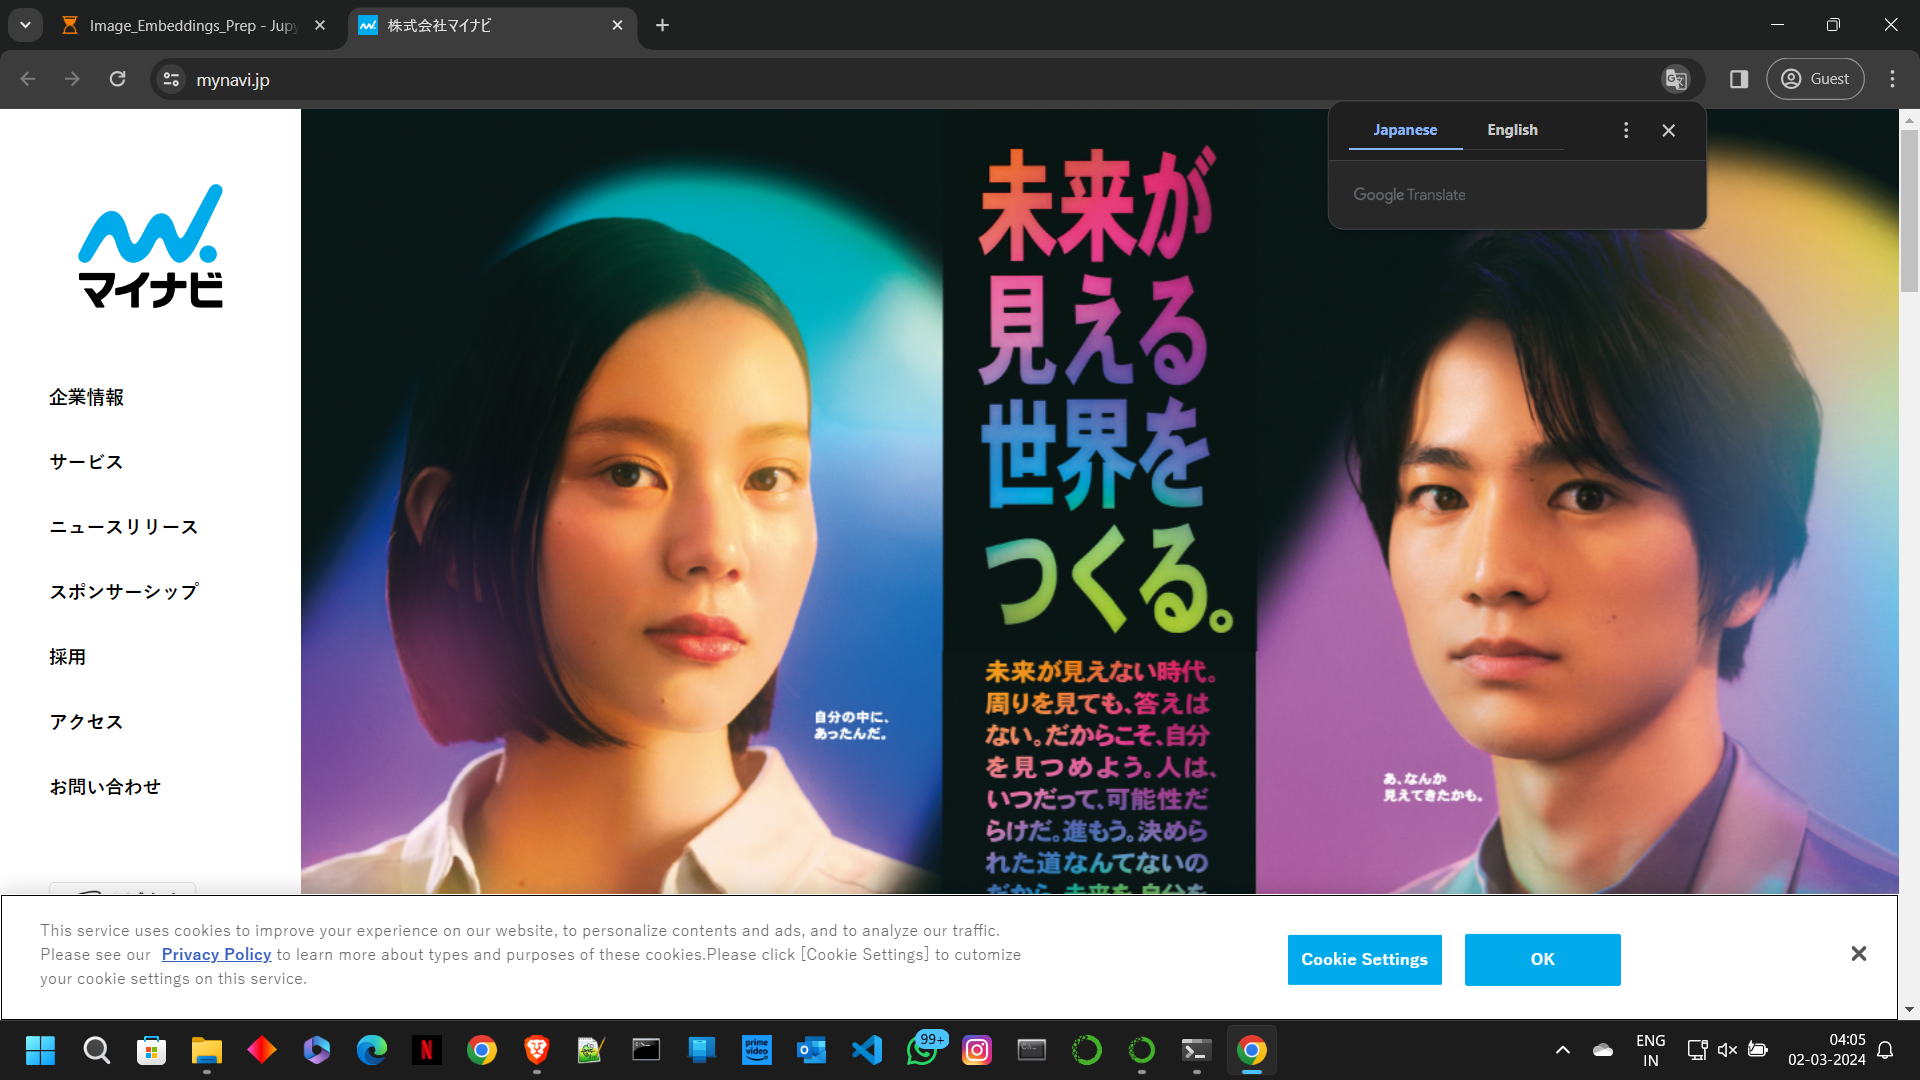 Image_Embeddings_Prep - Jupy
株式会社マイナビ
mynavi.jp
Guest
Japanese
English
Google Translate
マイナビ
企業情報
サービス
ニュースリリース
スポンサーシップ
採用
アクセス
お問い合わせ
未来が
見える
世界を
つくる。
未来が見えない時代。
周りを見ても、答えは
ない。だからこそ、自分
を見つめよう。人は、
いつだって、可能性だ
らけだ。進もう。決めら
れた道なんてないの
だから。未来を、自分を
自分の中に、
あったんだ。
あ、なんか
見えてきたかも。
This service uses cookies to improve your experience on our website, to personalize contents and ads, and to analyze our traffic.
Please see our Privacy Policy to learn more about types and purposes of these cookies.Please click [Cookie Settings] to cutomize
your cookie settings on this service.
Cookie Settings
OK
prime video
99+
ENG
IN
04:05
02-03-2024